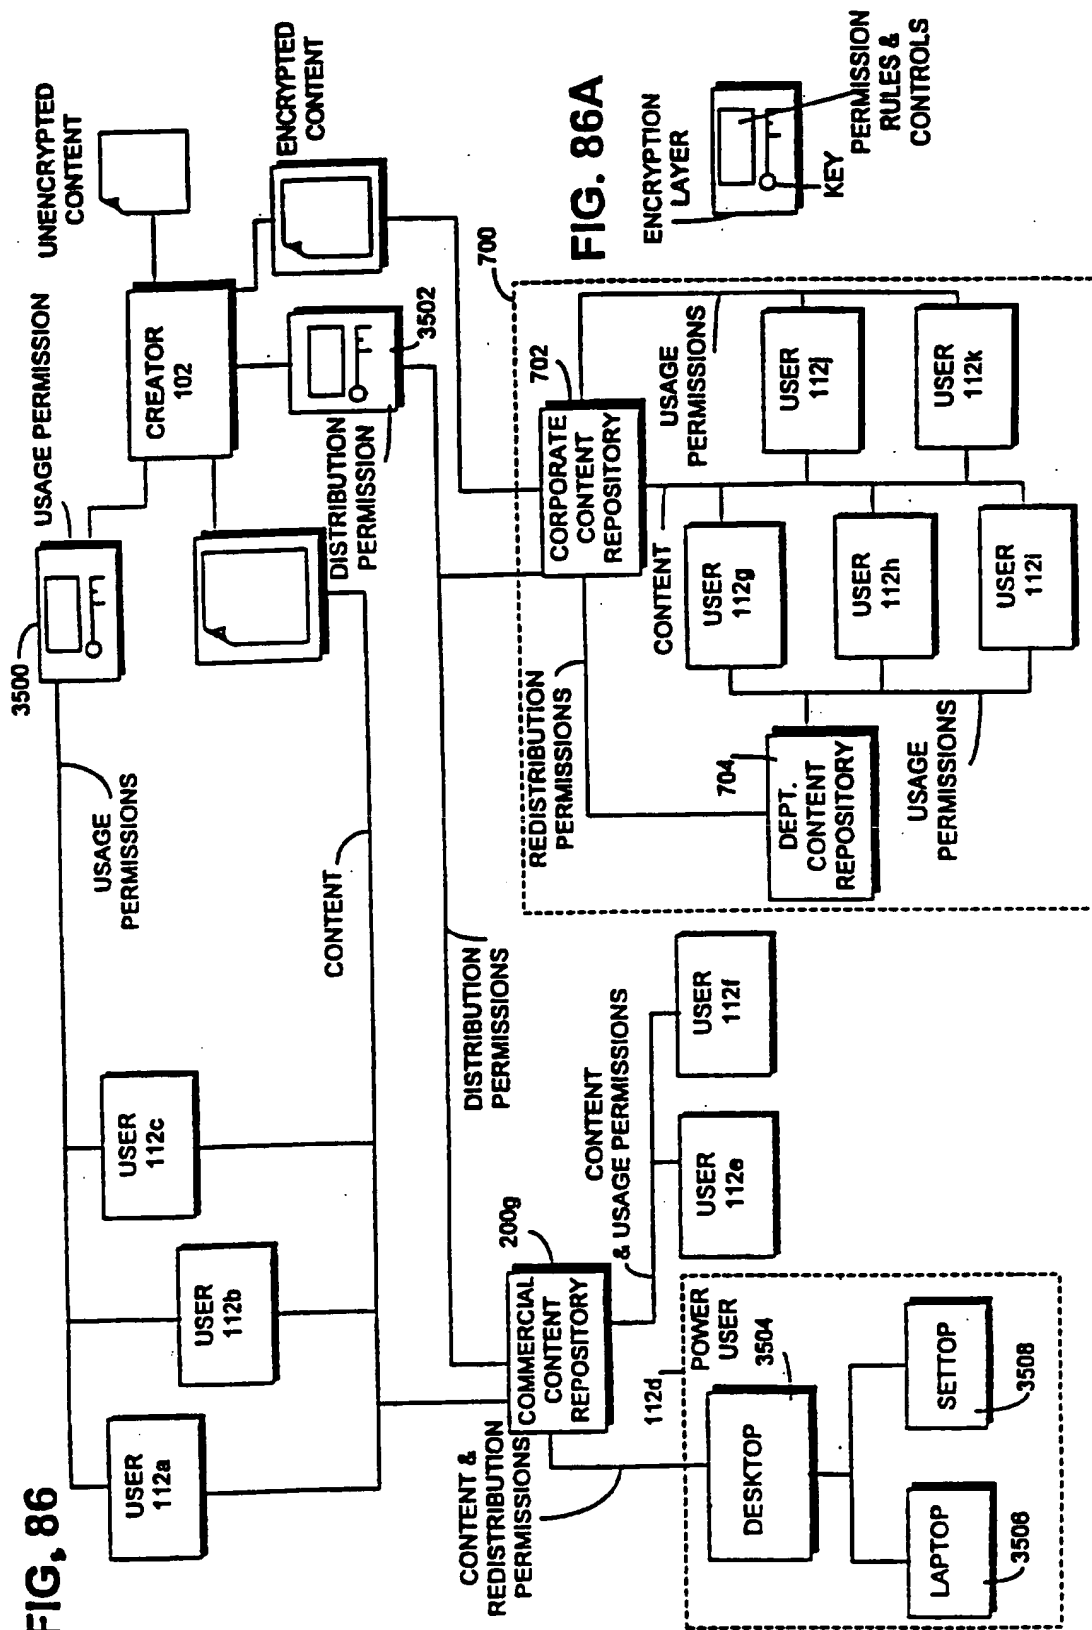 FIG. 86
USER
112a
USER
112b
USER
112c
USAGE
PERMISSIONS
3500
USAGE PERMISSION
CREATOR
102
UNENCRYPTED
CONTENT
ENCRYPTED
CONTENT
CONTENT
DISTRIBUTION
PERMISSION
3502
DISTRIBUTION
PERMISSIONS
CONTENT &
REDISTRIBUTION
PERMISSIONS
COMMERCIAL
CONTENT
REPOSITORY
200g
CONTENT
& USAGE PERMISSIONS
USER
112e
USER
112f
112d
POWER
USER
3504
DESKTOP
LAPTOP
3506
SETTOP
3508
700
REDISTRIBUTION
PERMISSIONS
CORPORATE
CONTENT
REPOSITORY
702
704
DEPT.
CONTENT
REPOSITORY
CONTENT
USAGE
PERMISSIONS
USER
112g
USER
112h
USER
112i
USAGE
PERMISSIONS
USER
112j
USER
112k
FIG. 86A
ENCRYPTION
LAYER
KEY
PERMISSION
RULES &
CONTROLS